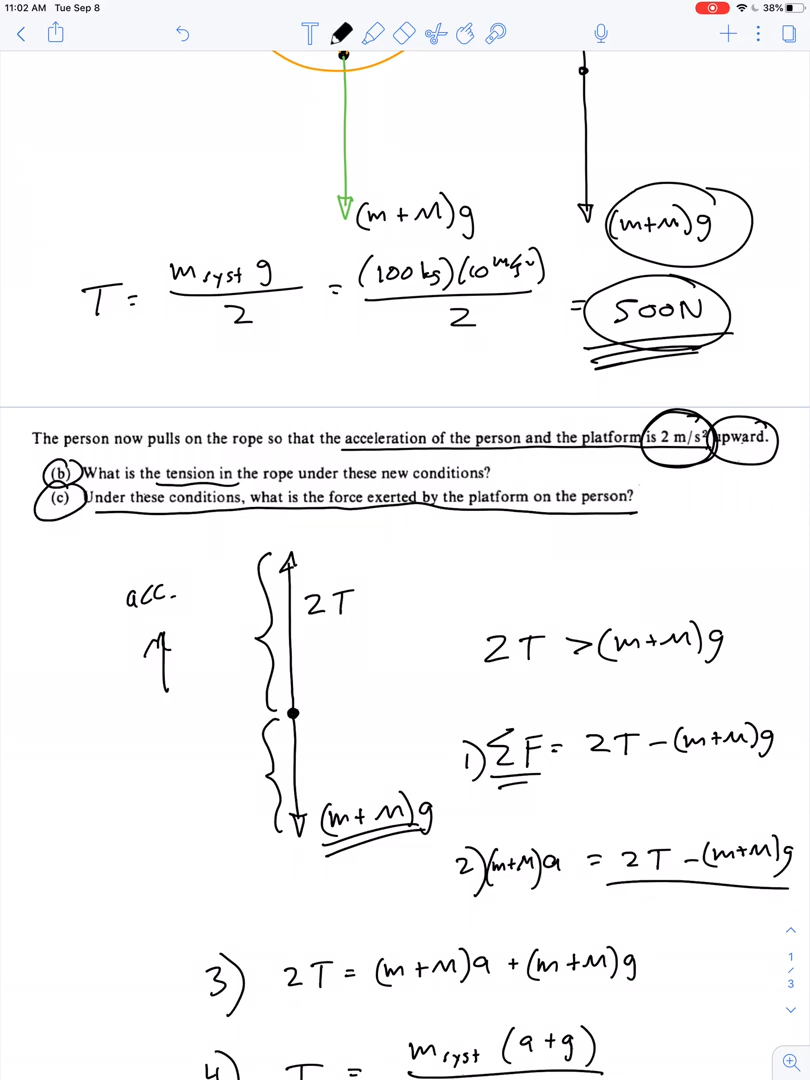 11:02 AM Tue Sep 8 38%
T
(m + M)g (m+M)g
T = m syst g / 2 = (100 kg)(10 m/s²) / 2 = 500N
The person now pulls on the rope so that the acceleration of the person and the platform is 2 m/s² upward.
(b) What is the tension in the rope under these new conditions?
(c) Under these conditions, what is the force exerted by the platform on the person?
acc. 2T
2T > (m+M)g
1) ΣF = 2T - (m+M)g
(m + M)g
2) (m+M)a = 2T - (m+M)g
1
/
3
3) 2T = (m+M)a + (m+M)g
4) T = m syst (a+g)